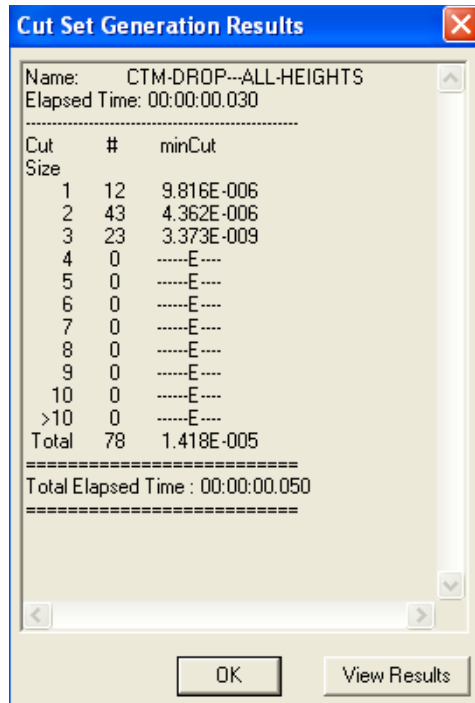 Cut Set Generation Results
Name: CTM-DROP---ALL-HEIGHTS
Elapsed Time: 00:00:00.030
--------------------------------------------------
Cut # minCut
Size
1 12 9.816E-006
2 43 4.362E-006
3 23 3.373E-009
4 0 ------E----
5 0 ------E----
6 0 ------E----
7 0 ------E----
8 0 ------E----
9 0 ------E----
10 0 ------E----
>10 0 ------E----
Total 78 1.418E-005
===========================
Total Elapsed Time : 00:00:00.050
===========================
OK View Results